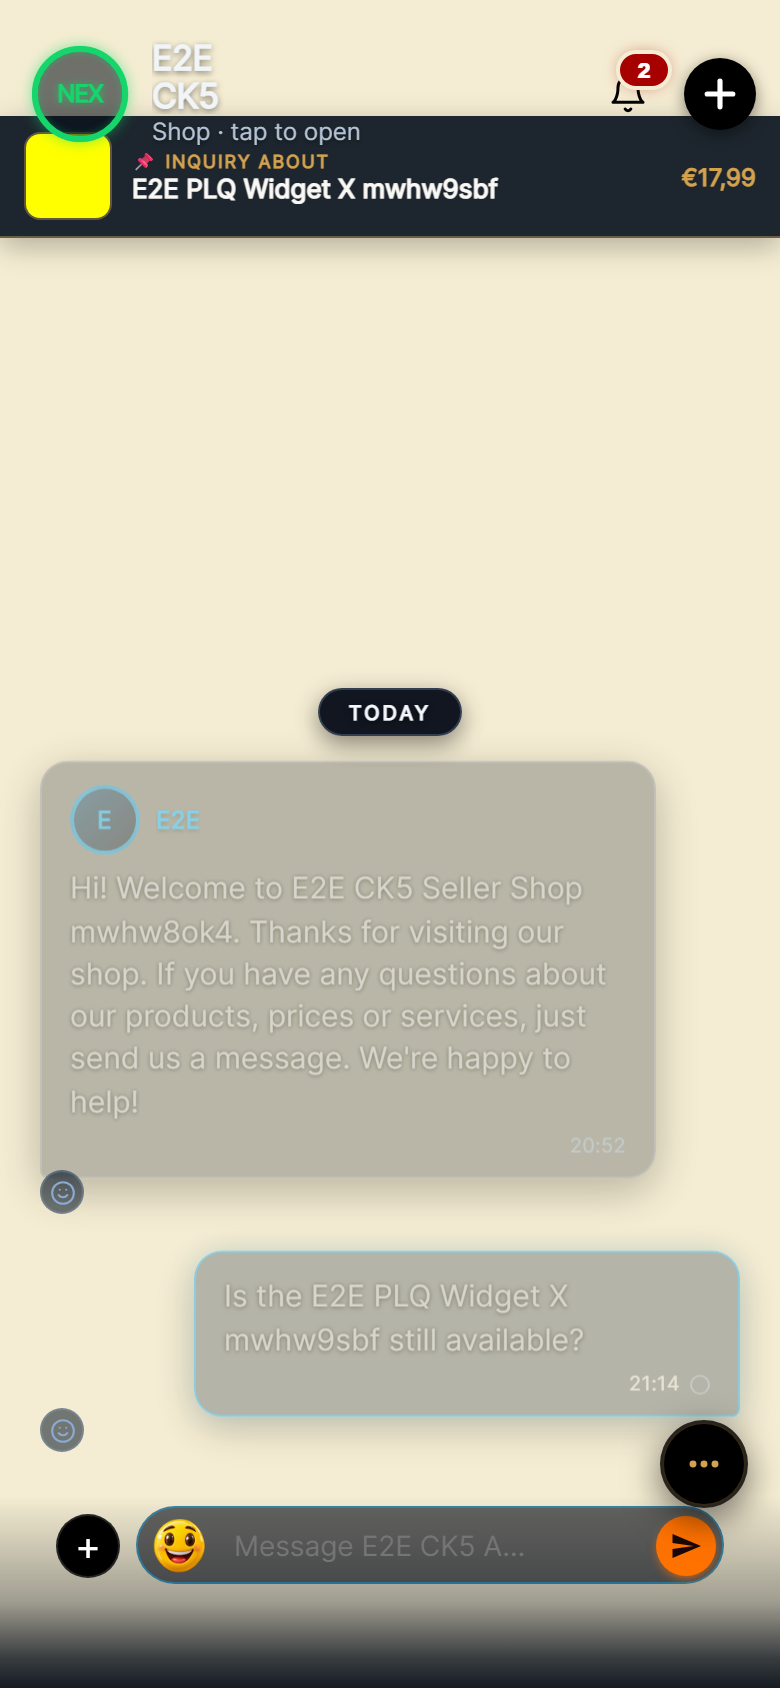 NEX
E2E
CK5
Shop · tap to open
2
📌 INQUIRY ABOUT
E2E PLQ Widget X mwhw9sbf
€17,99
TODAY
E
E2E
Hi! Welcome to E2E CK5 Seller Shop
mwhw8ok4. Thanks for visiting our
shop. If you have any questions about
our products, prices or services, just
send us a message. We're happy to
help!
20:52
Is the E2E PLQ Widget X
mwhw9sbf still available?
21:14
Message E2E CK5 A...